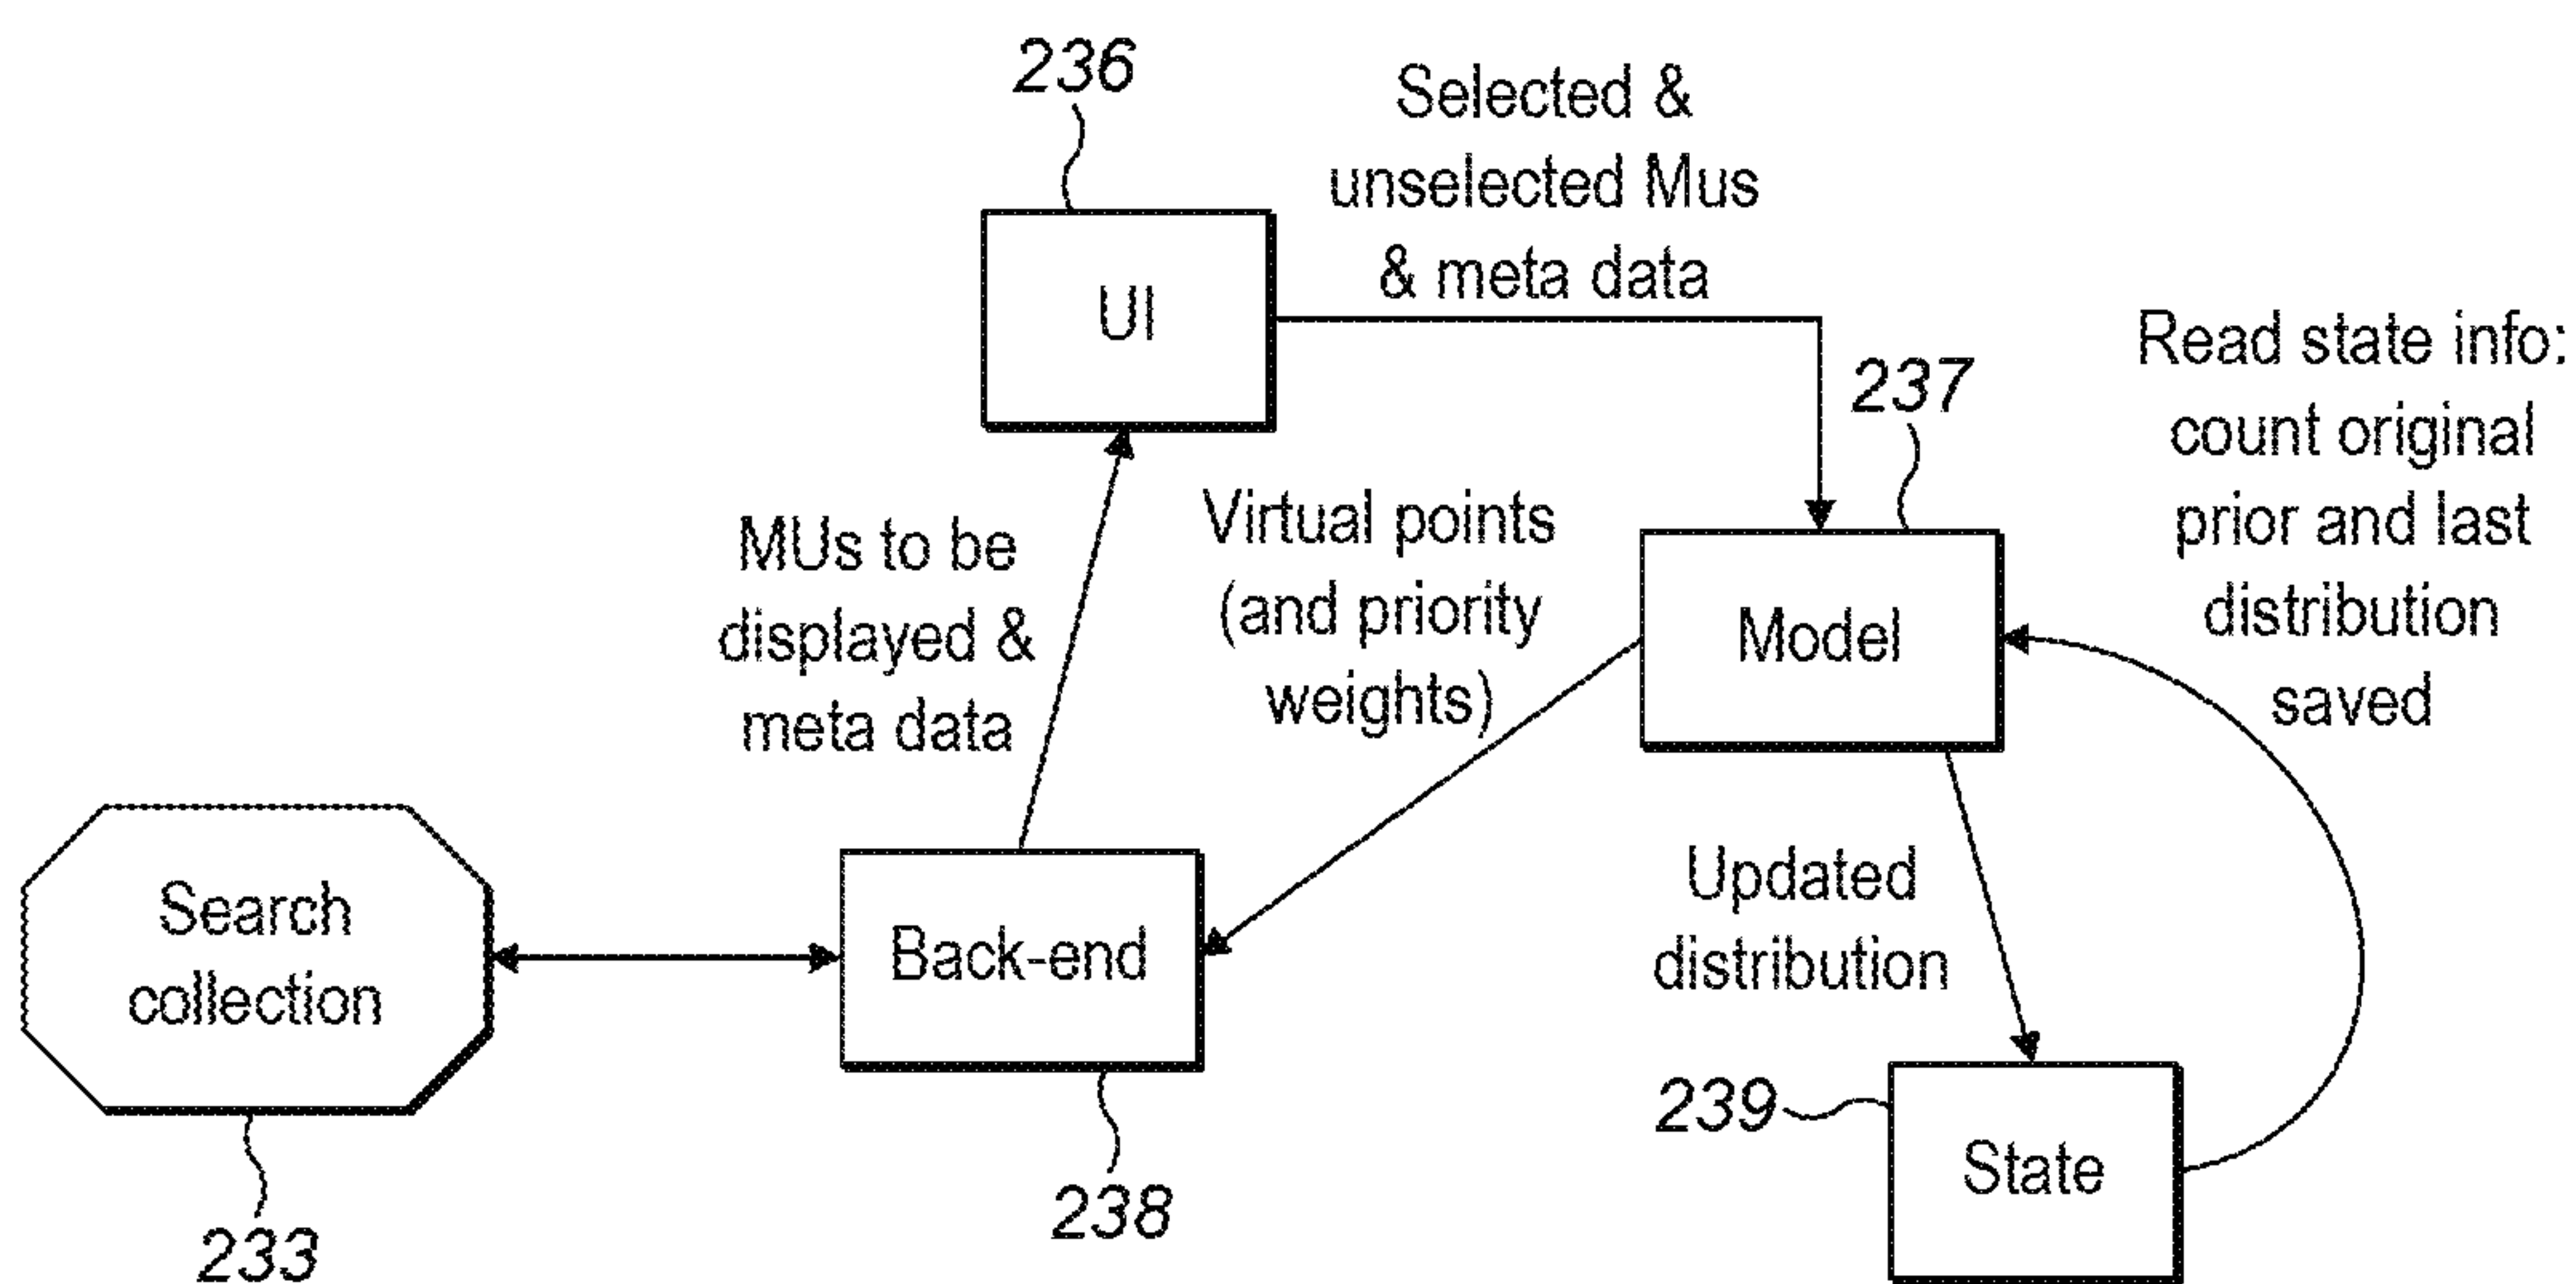 236
Selected &
unselected Mus
& meta data
UI
237
Read state info:
count original
prior and last
distribution
saved
MUs to be
displayed &
meta data
Virtual points
(and priority
weights)
Model
Search
collection
Back-end
Updated
distribution
239
State
233
238